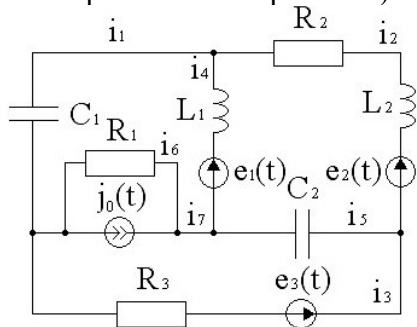 i₁ R₂ i₂
i₄
C₁ L₁ L₂
R₁ i₆
e₁(t) C₂ e₂(t)
j₀(t) i₇ i₅
R₃ e₃(t) i₃